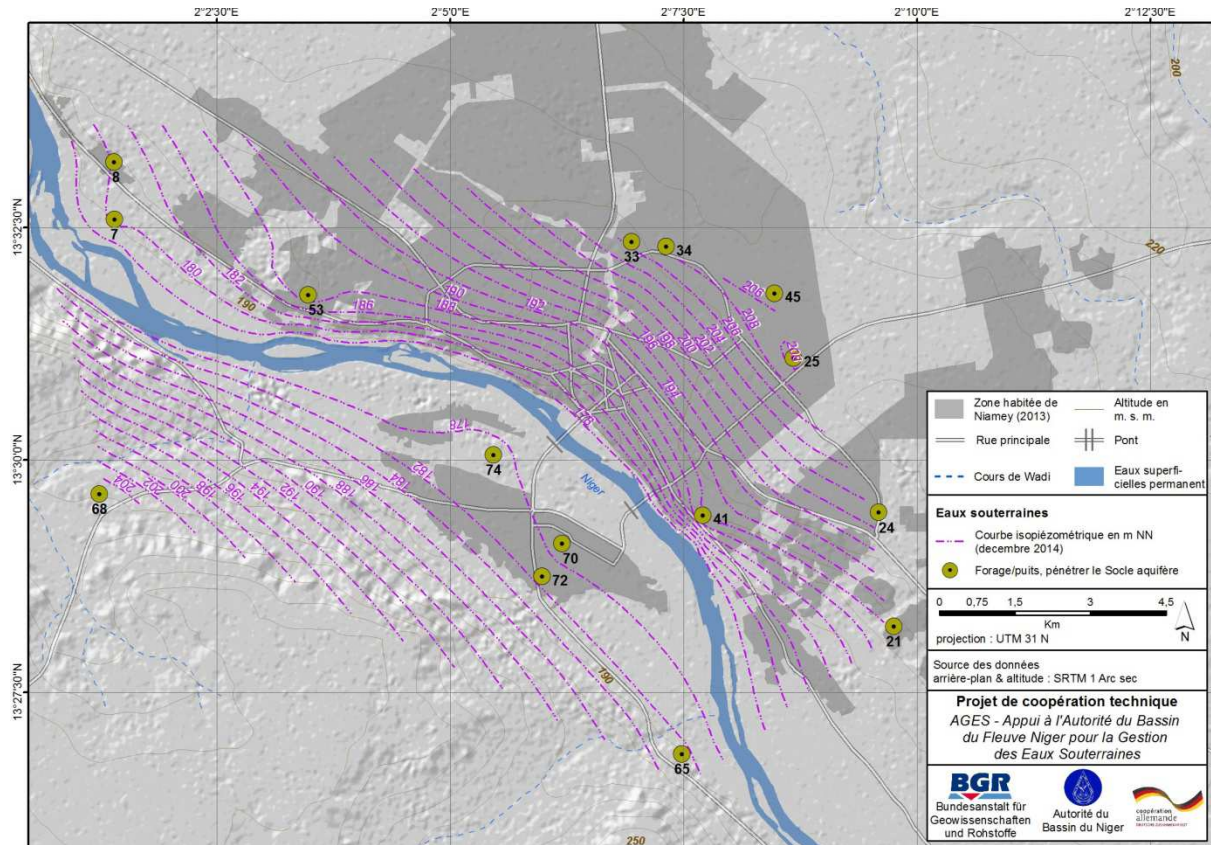 2°2'30"E
2°5'0"E
2°7'30"E
2°10'0"E
2°12'30"E
13°32'30"N
13°30'0"N
13°27'30"N
200
8
7
33
34
220
180
182
190
53
186
190
188
192
45
206
208
206
204
202
200
198
196
208
25
194
178
178
74
Niger
182
184
186
188
190
192
194
196
198
200
202
204
68
41
24
70
72
21
190
65
250
Zone habitée de
Niamey (2013)
Altitude en
m. s. m.
Rue principale
Pont
Cours de Wadi
Eaux superfi-
cielles permanent
Eaux souterraines
Courbe isopiézométrique en m NN
(decembre 2014)
Forage/puits, pénétrer le Socle aquifère
0 0,75 1,5 3 4,5
Km
projection : UTM 31 N
N
Source des données
arrière-plan & altitude : SRTM 1 Arc sec
Projet de coopération technique
AGES - Appui à l'Autorité du Bassin
du Fleuve Niger pour la Gestion
des Eaux Souterraines
BGR
Bundesanstalt für
Geowissenschaften
und Rohstoffe
Autorité du
Bassin du Niger
coopération
allemande